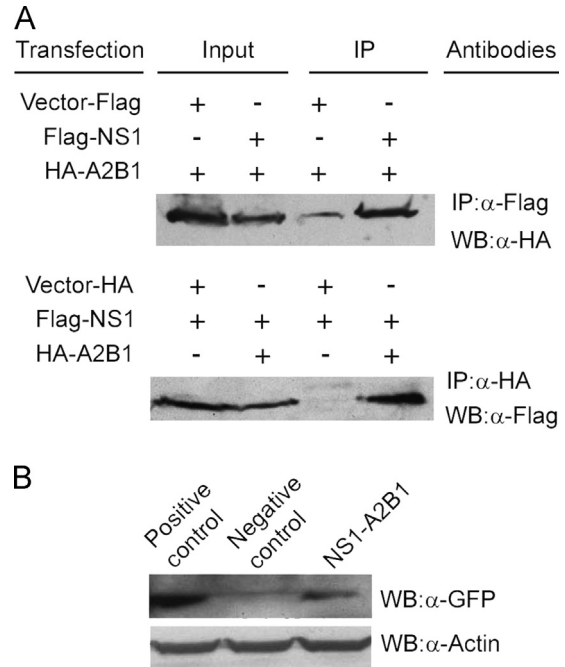 A
Transfection Input IP Antibodies
Vector-Flag + - + -
Flag-NS1 - + - +
HA-A2B1 + + + +
IP:α-Flag
WB:α-HA
Vector-HA + - + -
Flag-NS1 + + + +
HA-A2B1 - + - +
IP:α-HA
WB:α-Flag
B
Positive control
Negative control
NS1-A2B1
WB:α-GFP
WB:α-Actin